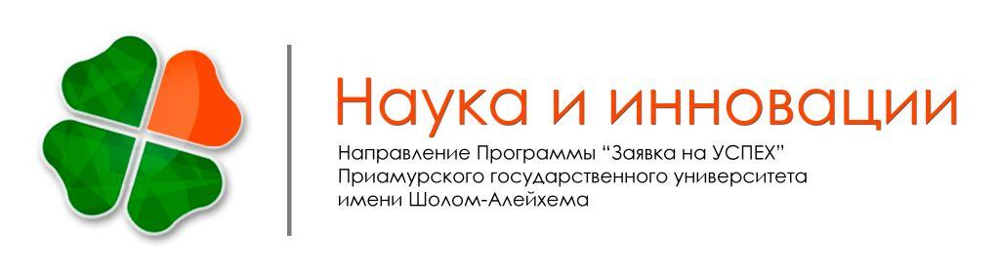 Наука и инновации
Направление Программы “Заявка на УСПЕХ”
Приамурского государственного университета
имени Шолом-Алейхема